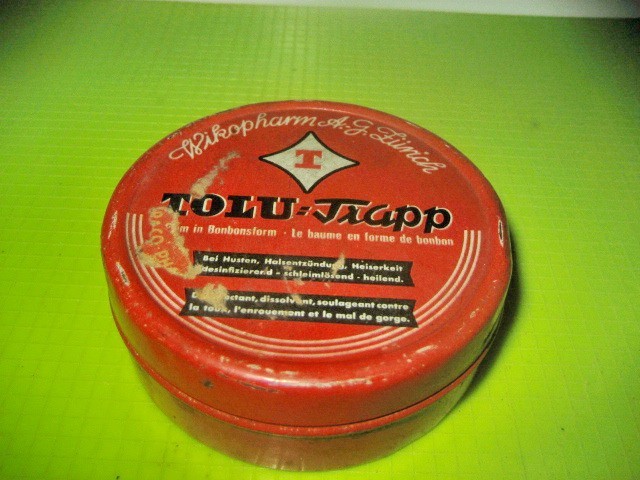 Wikopharm A.G. Zürich
T
TOLU-Trapp
in Bonbonsform · Le baume en forme de bonbon
Bei Husten, Halsentzündung, Heiserkeit
desinfizierend - schleimlösend - heilend.
dissolvant, soulageant contre
la toux, l'enrouement et le mal de gorge.